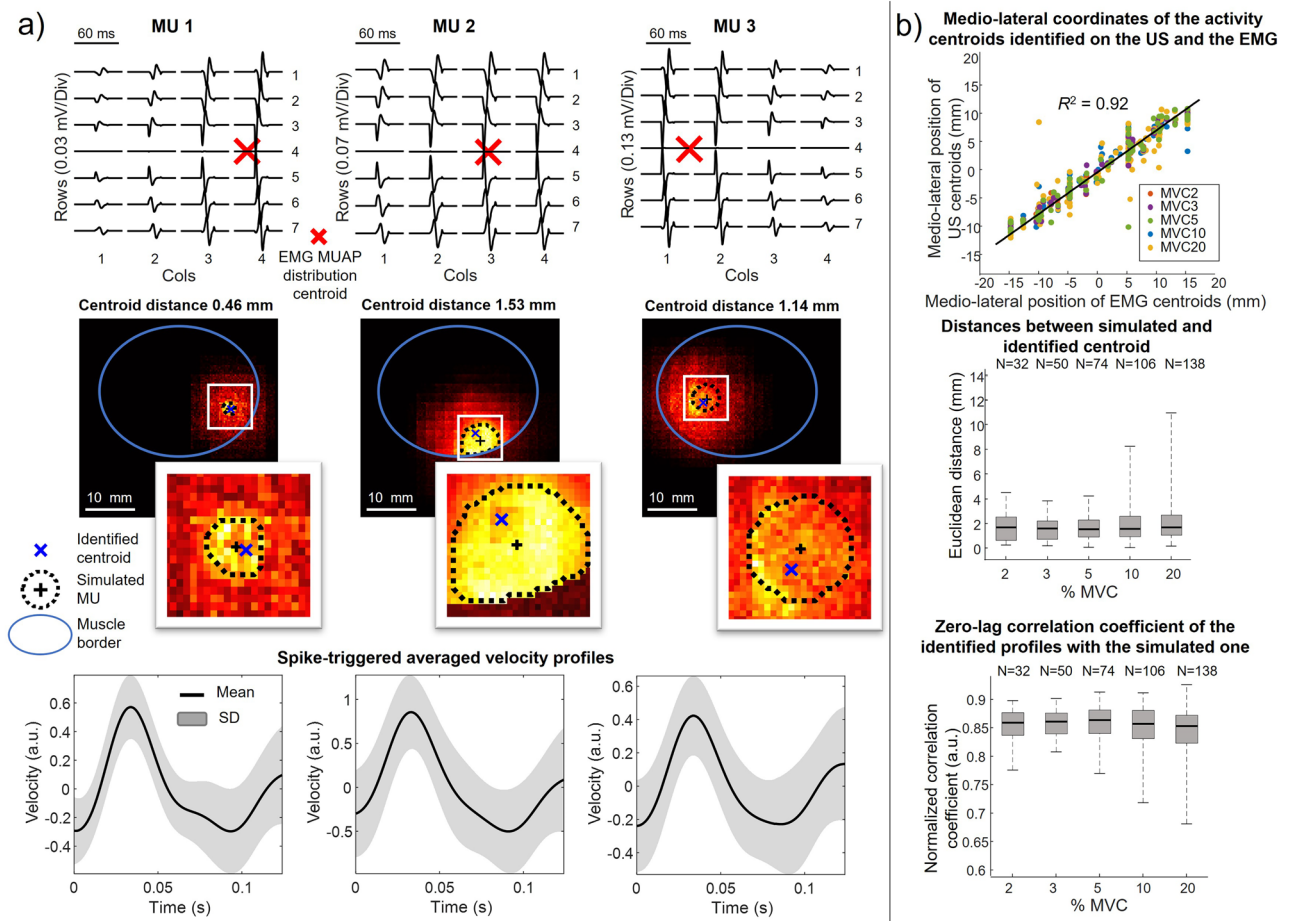 a)
MU 1
MU 2
MU 3
60 ms
60 ms
60 ms
Rows (0.03 mV/Div)
1
2
3
4
5
6
7
1 2 3 4
Cols
Rows (0.07 mV/Div)
1
2
3
4
5
6
7
1 2 3 4
Cols
Rows (0.13 mV/Div)
1
2
3
4
5
6
7
1 2 3 4
Cols
EMG MUAP
distribution
centroid
Centroid distance 0.46 mm
Centroid distance 1.53 mm
Centroid distance 1.14 mm
10 mm
10 mm
10 mm
Identified
centroid
Simulated
MU
Muscle
border
Spike-triggered averaged velocity profiles
Mean
SD
Velocity (a.u.)
0.6
0.4
0.2
0
-0.2
-0.4
0 0.05 0.1
Time (s)
Velocity (a.u.)
1
0.5
0
-0.5
0 0.05 0.1
Time (s)
Velocity (a.u.)
0.6
0.4
0.2
0
-0.2
-0.4
0 0.05 0.1
Time (s)
b)
Medio-lateral coordinates of the activity
centroids identified on the US and the EMG
Medio-lateral position of
US centroids (mm)
20
15
10
5
0
-5
-10
-15
R² = 0.92
MVC2
MVC3
MVC5
MVC10
MVC20
-20 -15 -10 -5 0 5 10 15 20
Medio-lateral position of EMG centroids (mm)
Distances between simulated and
identified centroid
N=32 N=50 N=74 N=106 N=138
Euclidean distance (mm)
14
12
10
8
6
4
2
0
2 3 5 10 20
% MVC
Zero-lag correlation coefficient of the
identified profiles with the simulated one
N=32 N=50 N=74 N=106 N=138
Normalized correlation
coefficient (a.u.)
0.95
0.9
0.85
0.8
0.75
0.7
0.65
0.6
2 3 5 10 20
% MVC